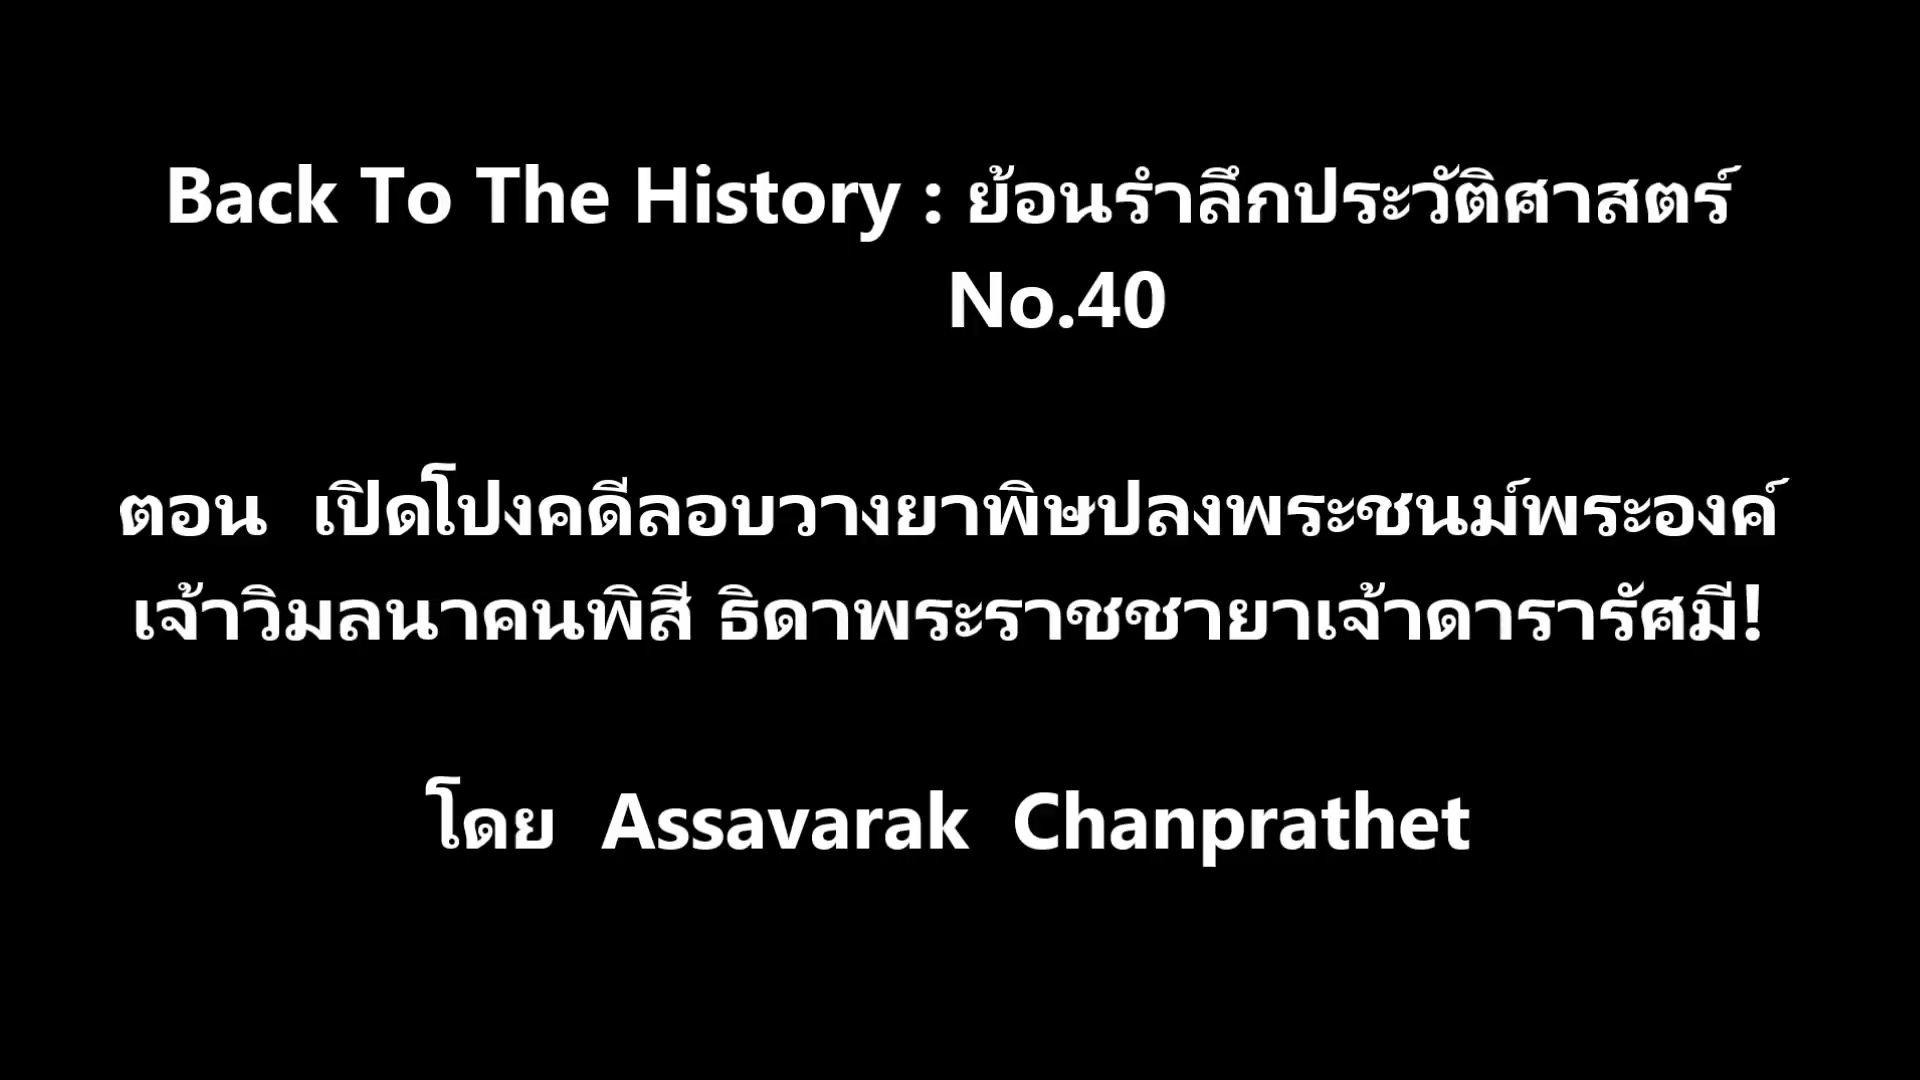 Back To The History : ย้อนรำลึกประวัติศาสตร์
No.40
ตอน เปิดโปงคดีลอบวางยาพิษปลงพระชนม์พระองค์
เจ้าวิมลนาคนพิสี ธิดาพระราชชายาเจ้าดารารัศมี!
โดย Assavarak Chanprathet